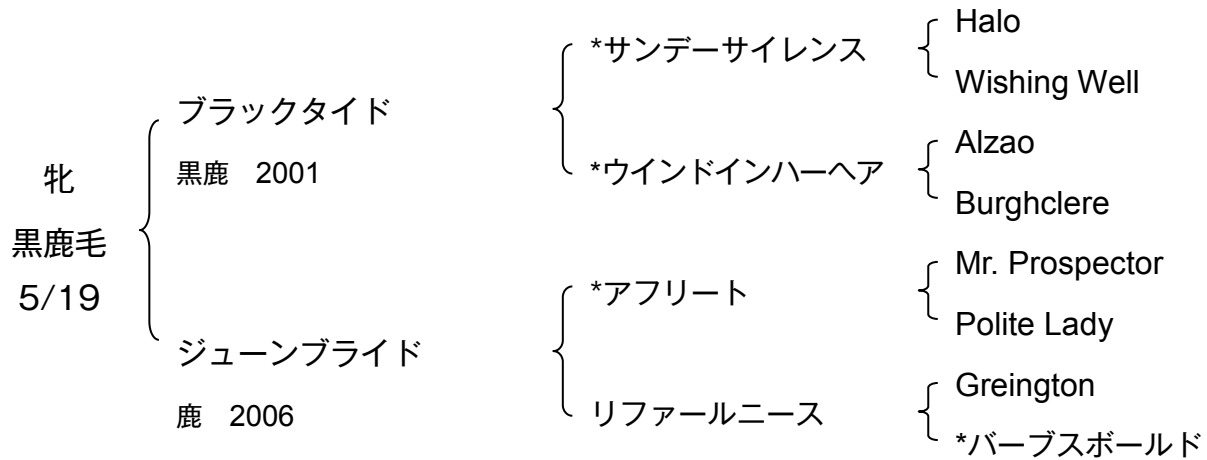 牝
黒鹿毛
5/19
ブラックタイド
黒鹿 2001
ジューンブライド
鹿 2006
*サンデーサイレンス
*ウインドインハーヘア
*アフリート
リファールニース
Halo
Wishing Well
Alzao
Burghclere
Mr. Prospector
Polite Lady
Greington
*バーブスボールド